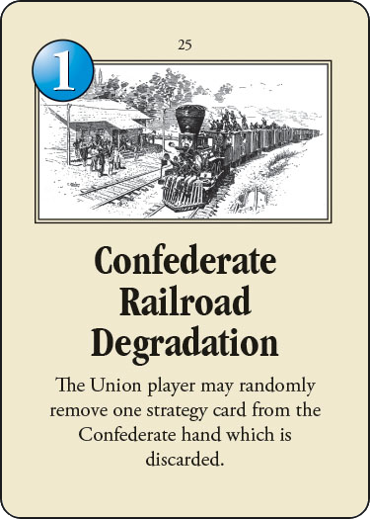 25
1
Confederate
Railroad
Degradation
The Union player may randomly
remove one strategy card from the
Confederate hand which is
discarded.